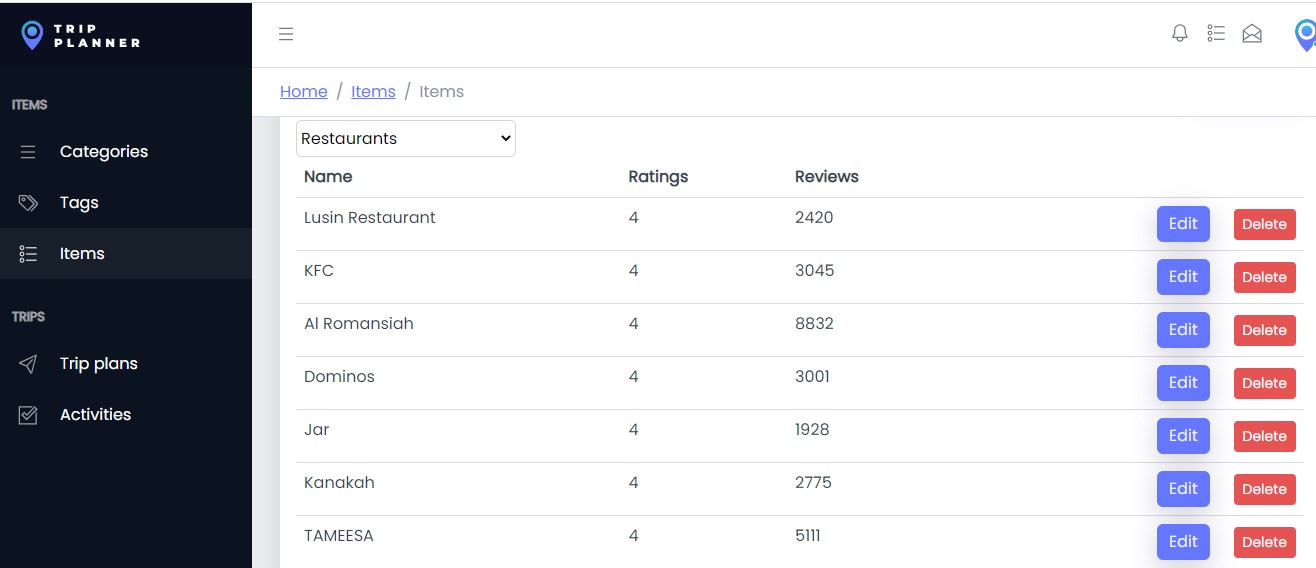 TRIP
PLANNER
ITEMS
Categories
Tags
Items
TRIPS
Trip plans
Activities
Home / Items / Items
Restaurants
Name Ratings Reviews
Lusin Restaurant 4 2420 Edit Delete
KFC 4 3045 Edit Delete
Al Romansiah 4 8832 Edit Delete
Dominos 4 3001 Edit Delete
Jar 4 1928 Edit Delete
Kanakah 4 2775 Edit Delete
TAMEESA 4 5111 Edit Delete